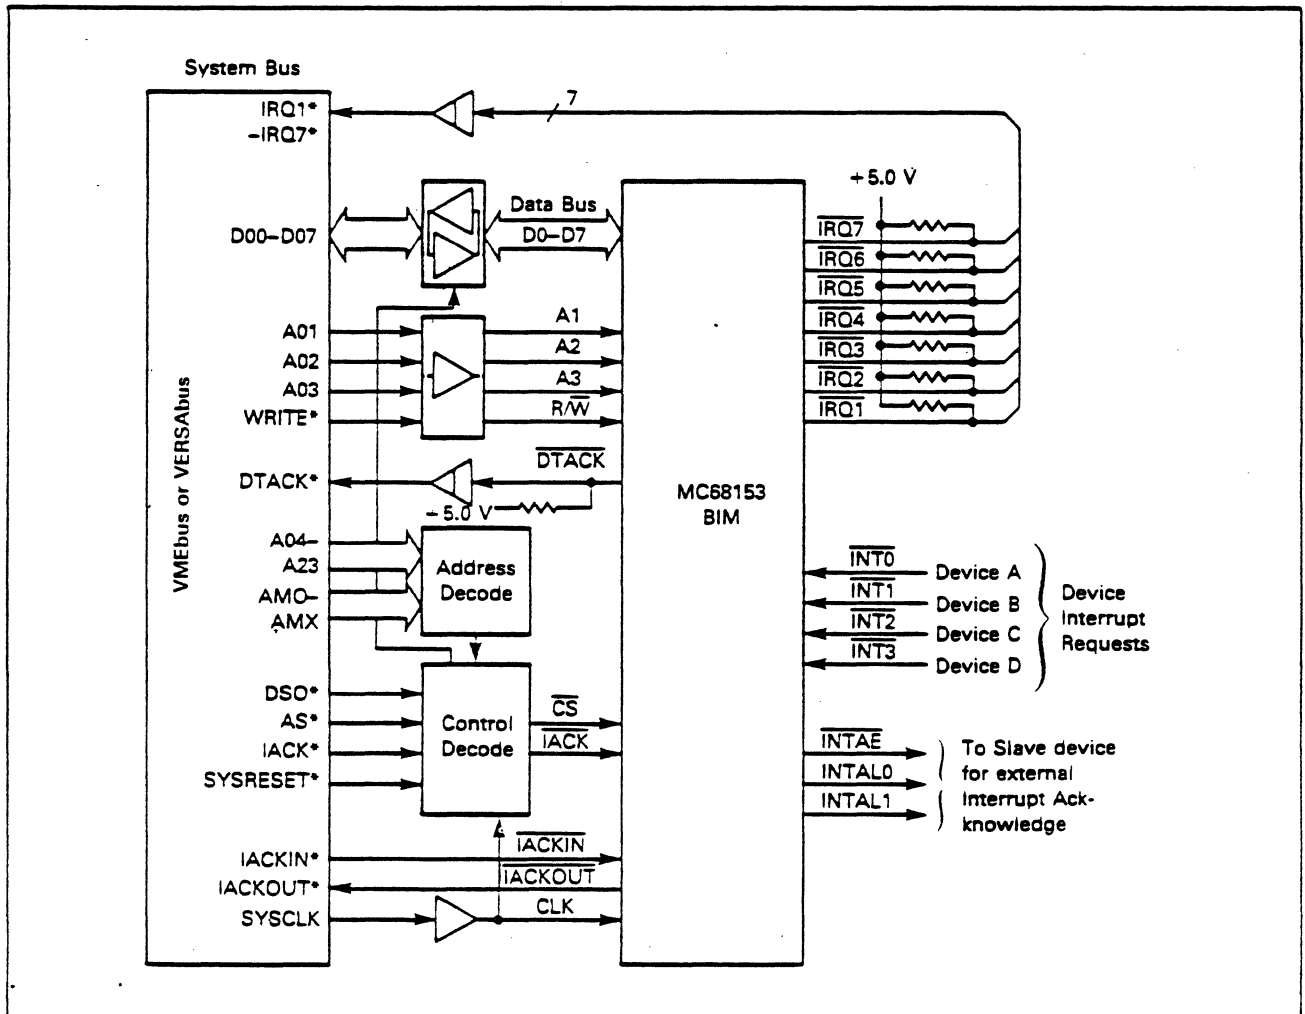 System Bus
IRQ1*
-IRQ7*
7
+5.0 V
Data Bus
D00-D07
D0-D7
IRQ7
IRQ6
IRQ5
IRQ4
IRQ3
IRQ2
IRQ1
A01
A1
A02
A2
A03
A3
WRITE*
R/W
VMEbus or VERSAbus
DTACK*
DTACK
-5.0 V
MC68153
BIM
A04-
A23
AM0-
AMX
Address
Decode
INT0
Device A
INT1
Device B
INT2
Device C
INT3
Device D
Device
Interrupt
Requests
DS0*
AS*
IACK*
SYSRESET*
Control
Decode
CS
IACK
INTAE
INTAL0
INTAL1
To Slave device
for external
Interrupt Ack-
knowledge
IACKIN*
IACKIN
IACKOUT*
IACKOUT
SYSCLK
CLK